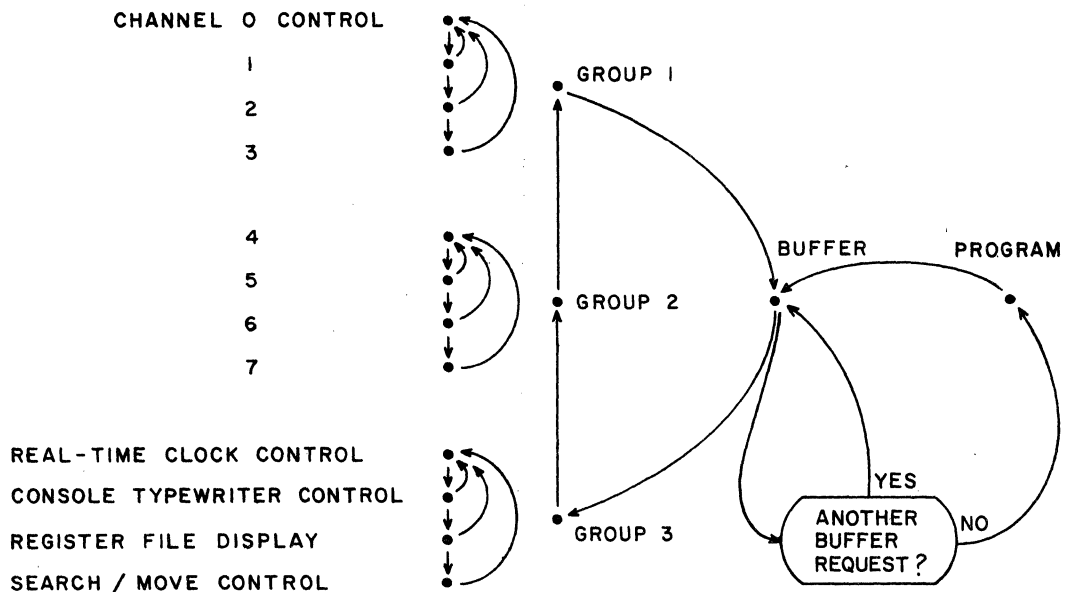 CHANNEL 0 CONTROL
1
2
3
4
5
6
7
REAL-TIME CLOCK CONTROL
CONSOLE TYPEWRITER CONTROL
REGISTER FILE DISPLAY
SEARCH / MOVE CONTROL
GROUP 1
GROUP 2
GROUP 3
BUFFER
PROGRAM
YES
ANOTHER
BUFFER
REQUEST?
NO